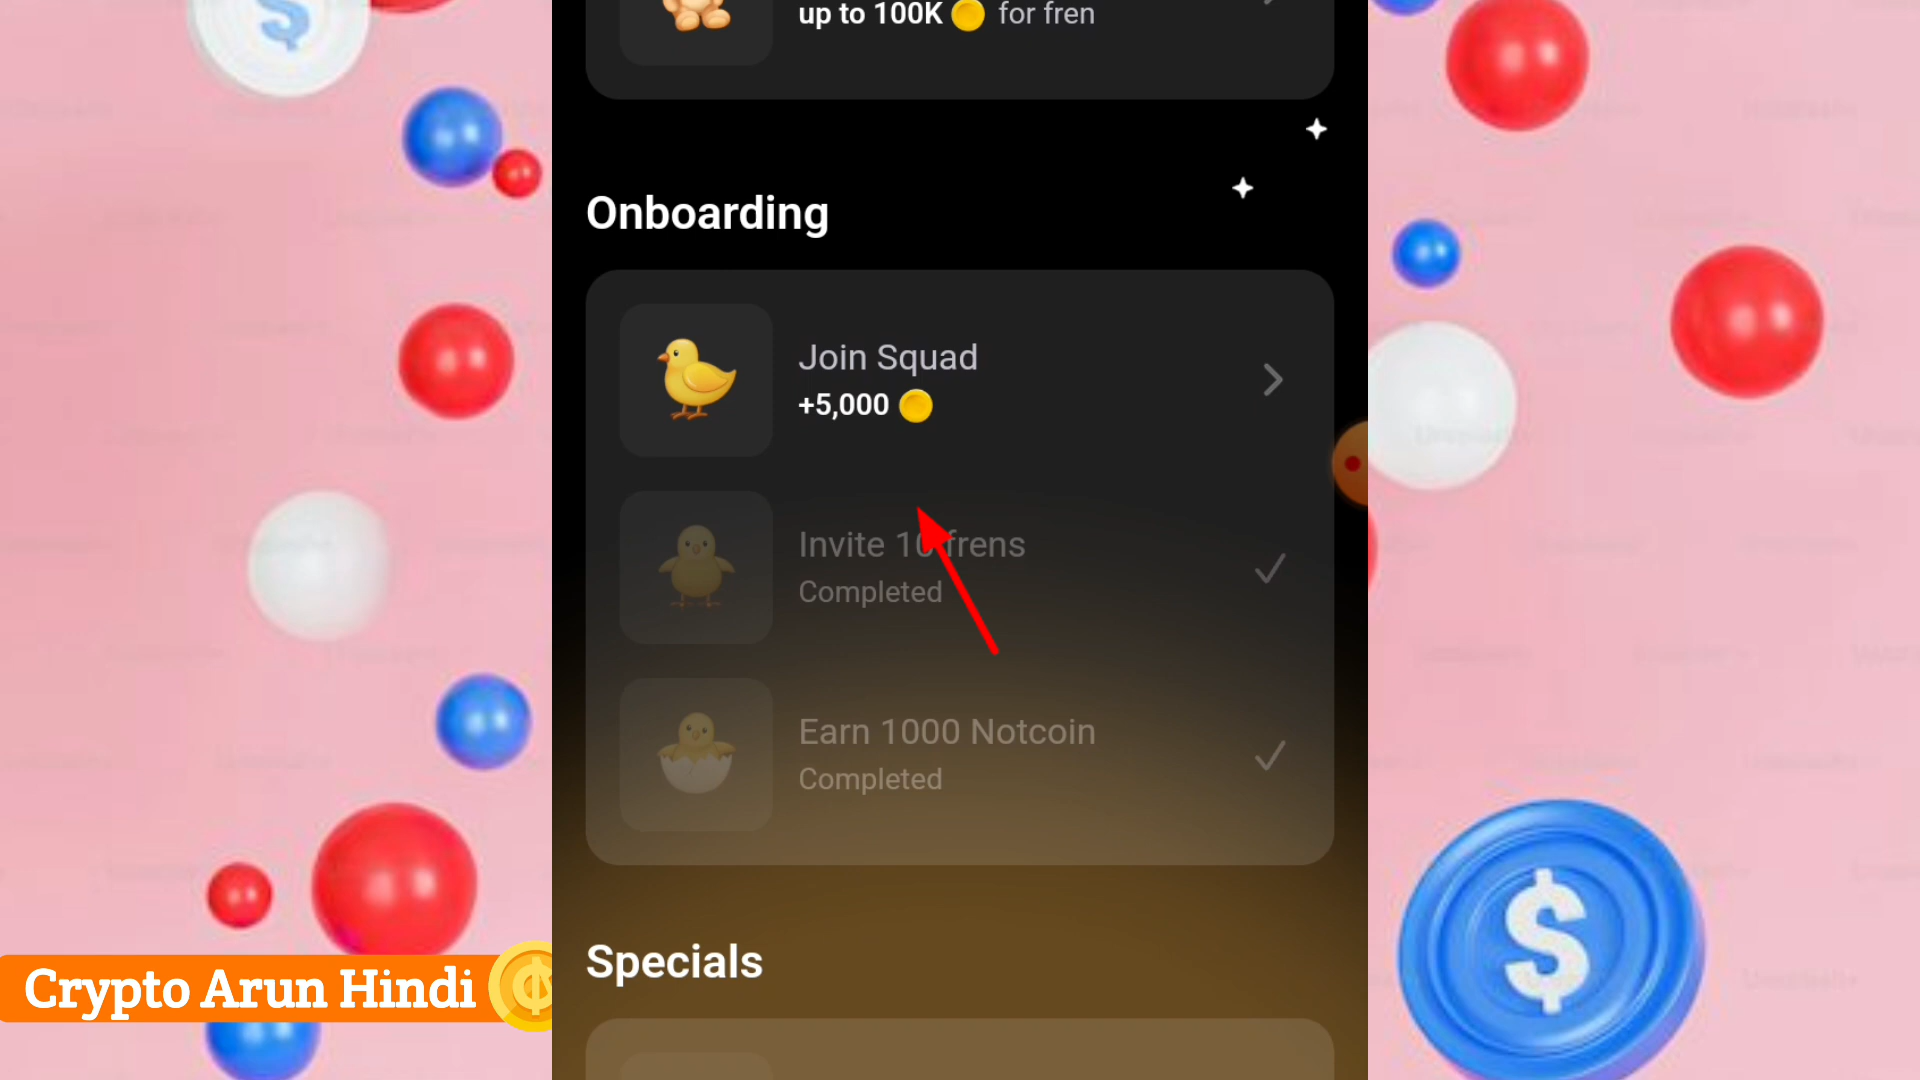 up to 100K for fren
Onboarding
Join Squad
+5,000
Invite 10 frens
Completed
Earn 1000 Notcoin
Completed
Specials
Crypto Arun Hindi